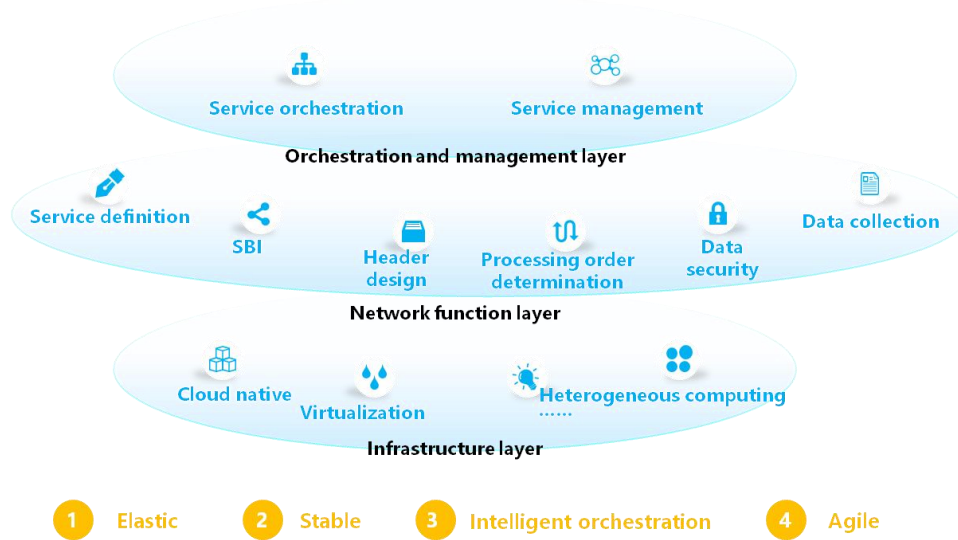 Service orchestration
Service management
Orchestration and management layer
Service definition
SBI
Header
design
Processing order
determination
Data
security
Data collection
Network function layer
Cloud native
Virtualization
......
Heterogeneous computing
Infrastructure layer
1 Elastic
2 Stable
3 Intelligent orchestration
4 Agile